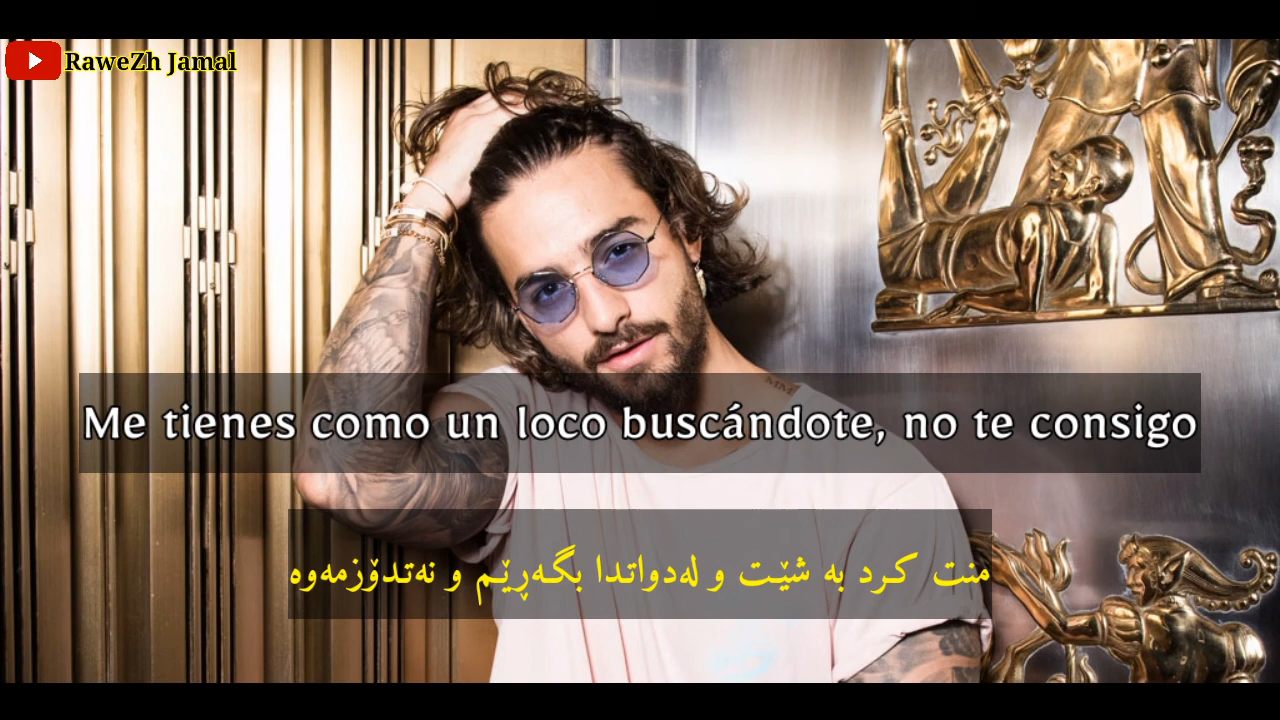 RaweZh Jamal
Me tienes como un loco buscándote, no te consigo
منت کرد بە شێت و لەدواتدا بگەڕێم و نەتدۆزمەوە